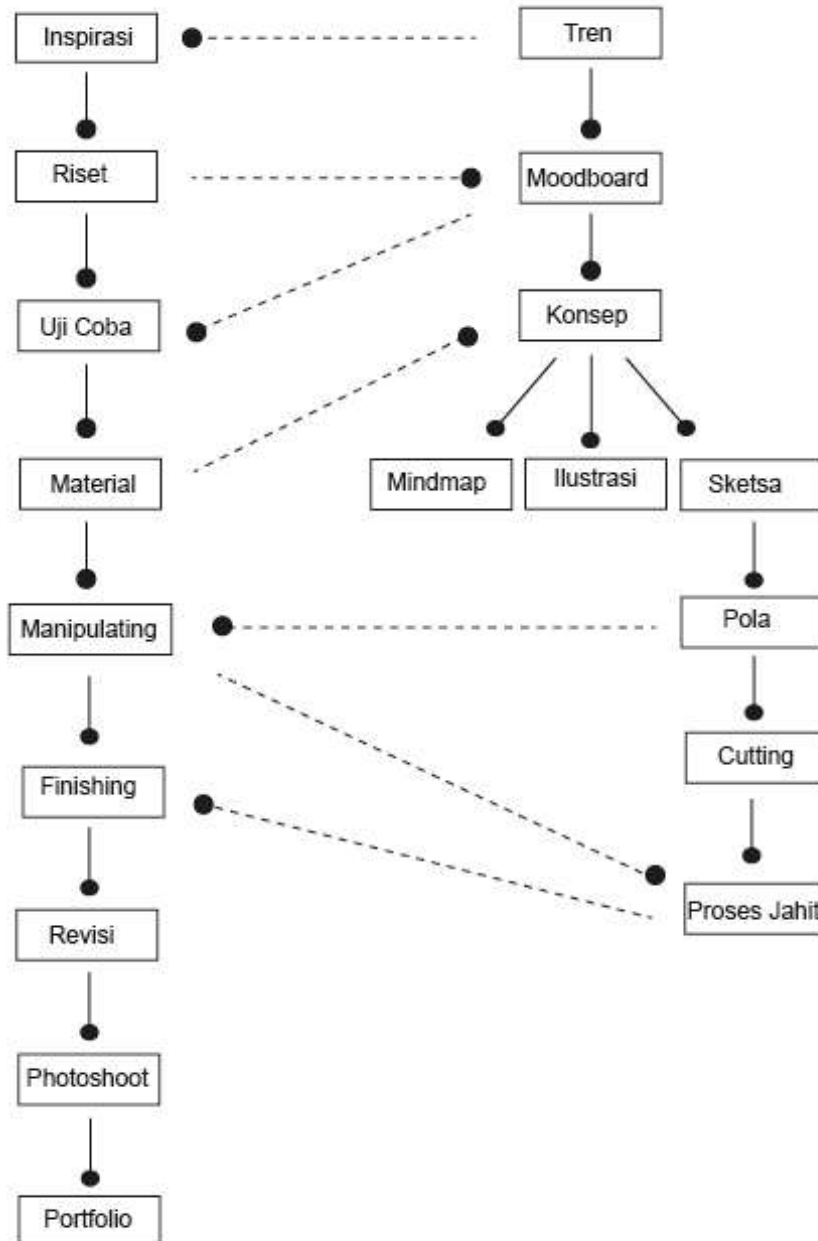 Inspirasi
Tren
Riset
Moodboard
Uji Coba
Konsep
Material
Mindmap
Ilustrasi
Sketsa
Manipulating
Pola
Finishing
Cutting
Revisi
Proses Jahit
Photoshoot
Portfolio